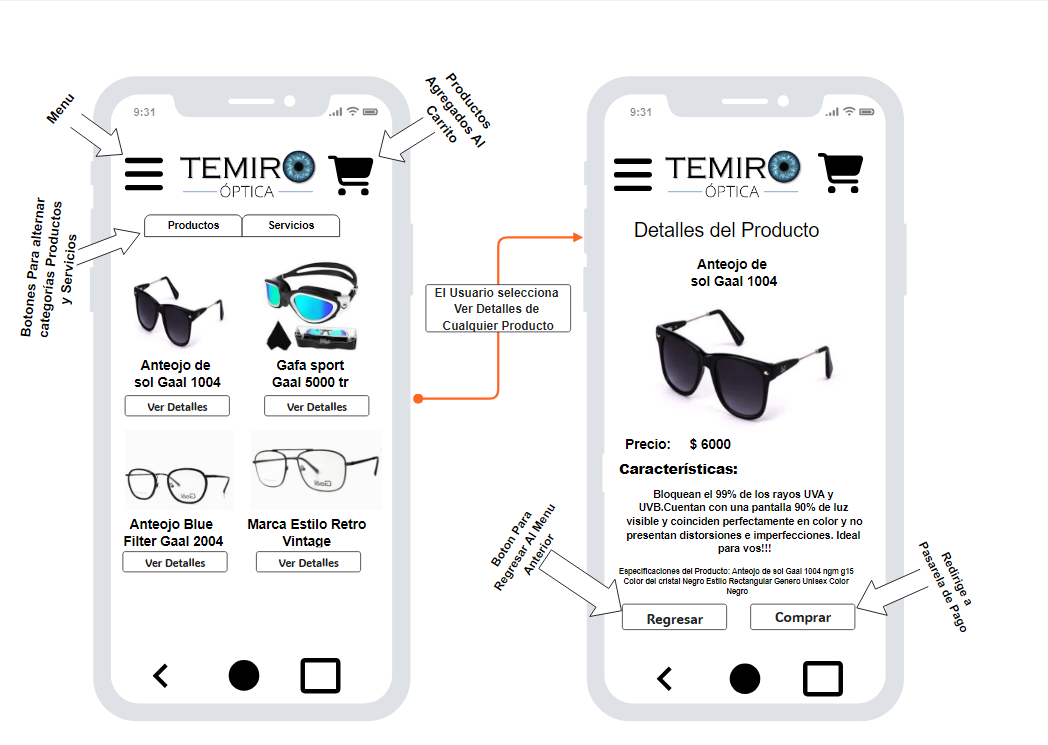 Menu
Productos
Agregados Al
Carrito
9:31
TEMIRO
ÓPTICA
Botones Para alternar
categorías Productos
y Servicios
Productos
Servicios
Anteojo de
sol Gaal 1004
Ver Detalles
Gafa sport
Gaal 5000 tr
Ver Detalles
Anteojo Blue
Filter Gaal 2004
Ver Detalles
Marca Estilo Retro
Vintage
Ver Detalles
El Usuario selecciona
Ver Detalles de
Cualquier Producto
9:31
TEMIRO
ÓPTICA
Detalles del Producto
Anteojo de
sol Gaal 1004
Precio: $ 6000
Características:
Bloquean el 99% de los rayos UVA y
UVB.Cuentan con una pantalla 90% de luz
visible y coinciden perfectamente en color y no
presentan distorsiones e imperfecciones. Ideal
para vos!!!
Especificaciones del Producto: Anteojo de sol Gaal 1004 ngm g15
Color del cristal Negro Estilo Rectangular Genero Unisex Color
Negro
Regresar
Comprar
Boton Para
Regresar Al Menu
Anterior
Redirige a
Pasarela de Pago